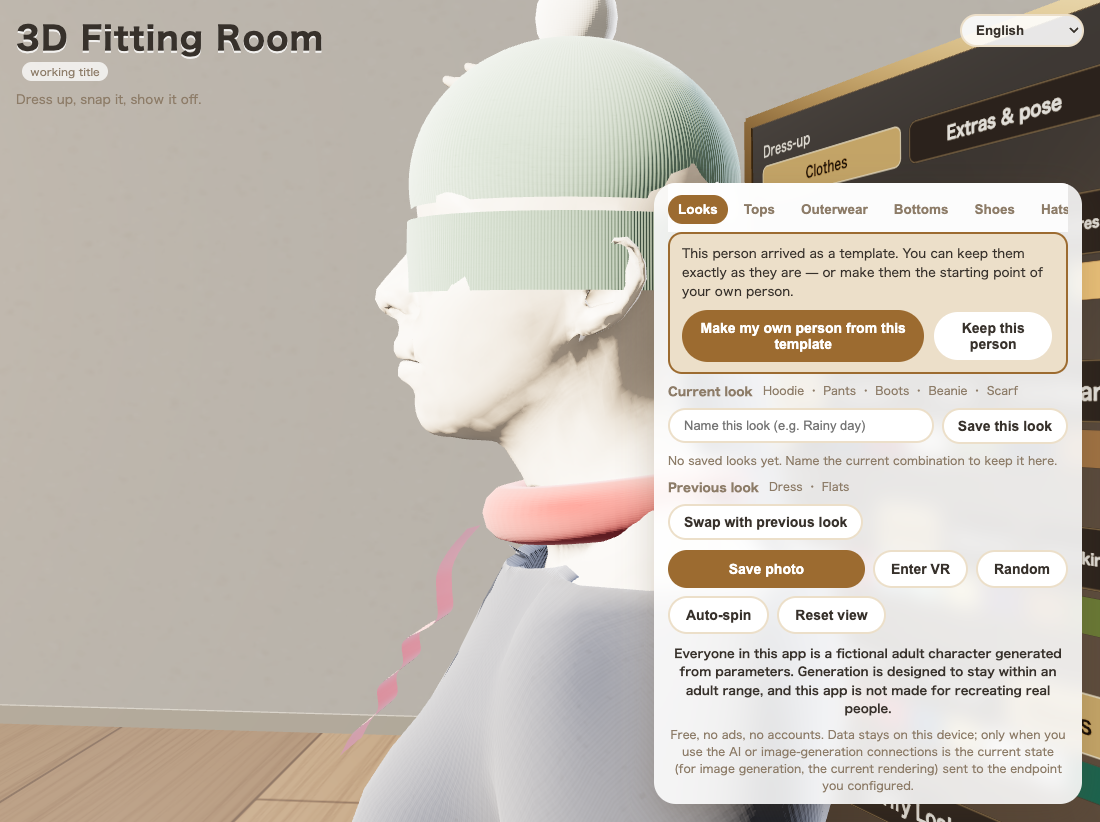 3D Fitting Room
working title
Dress up, snap it, show it off.
English
Dress-up
Clothes
Extras & pose
Looks Tops Outerwear Bottoms Shoes Hats
This person arrived as a template. You can keep them
exactly as they are — or make them the starting point of
your own person.
Make my own person from this
template
Keep this
person
Current look Hoodie · Pants · Boots · Beanie · Scarf
Name this look (e.g. Rainy day)
Save this look
No saved looks yet. Name the current combination to keep it here.
Previous look Dress · Flats
Swap with previous look
Save photo
Enter VR
Random
Auto-spin
Reset view
Everyone in this app is a fictional adult character generated
from parameters. Generation is designed to stay within an
adult range, and this app is not made for recreating real
people.
Free, no ads, no accounts. Data stays on this device; only when you
use the AI or image-generation connections is the current state
(for image generation, the current rendering) sent to the endpoint
you configured.